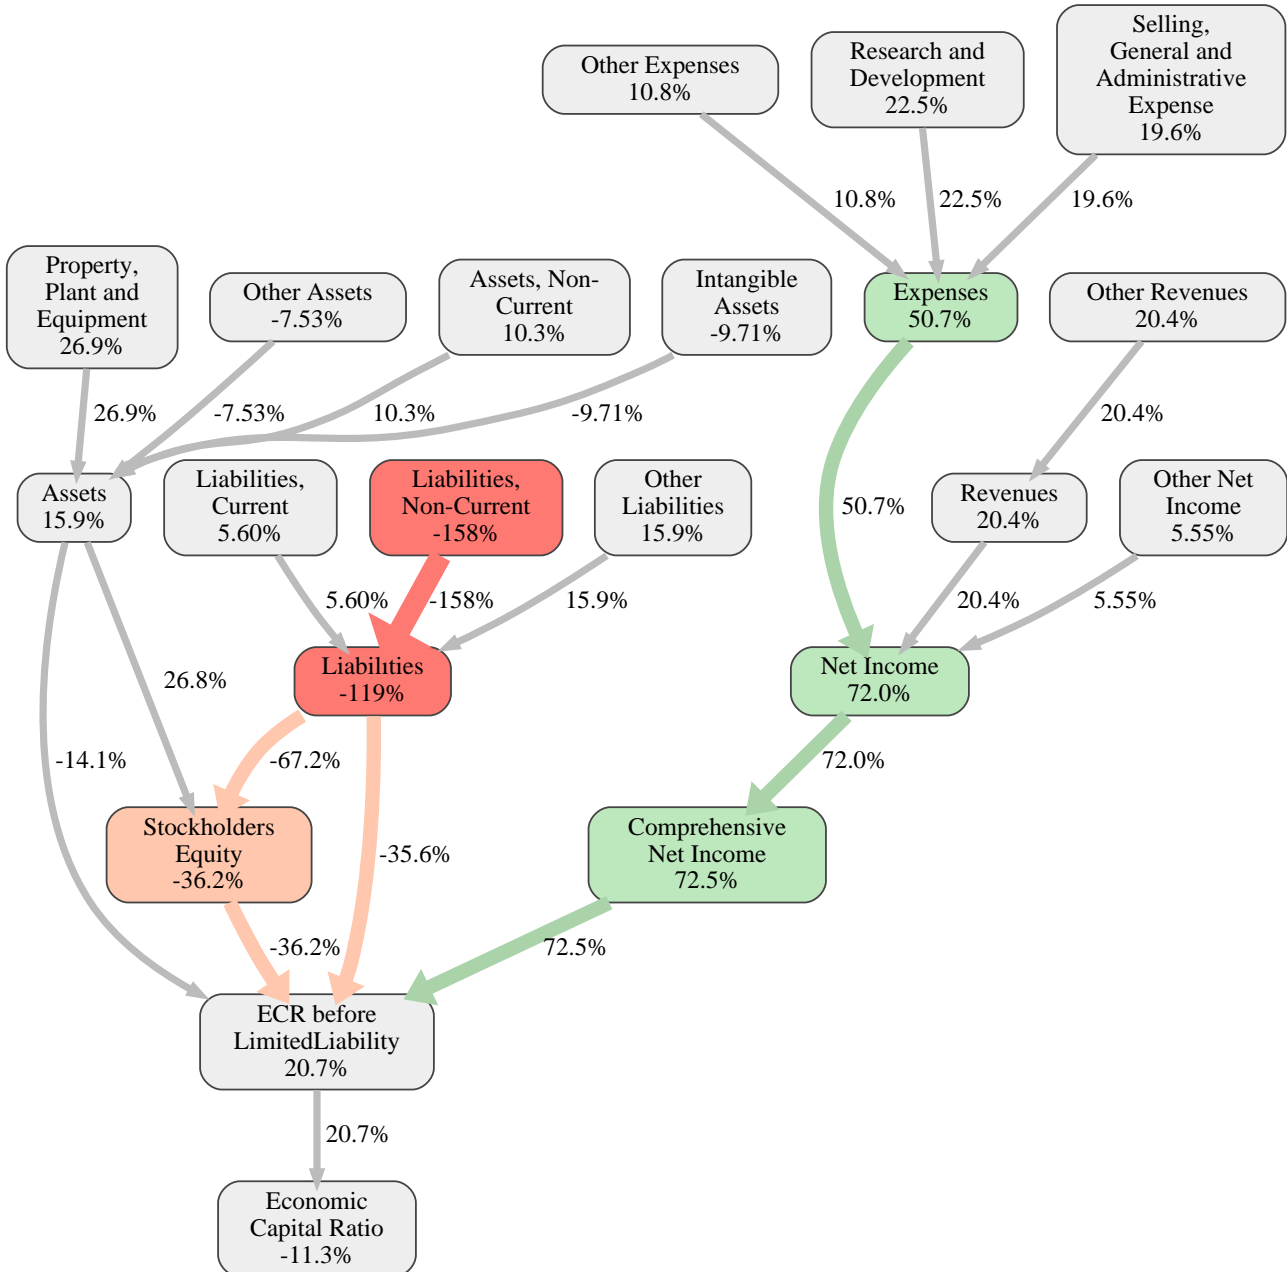 Other Expenses
10.8%
Research and
Development
22.5%
Selling,
General and
Administrative
Expense
19.6%
10.8%
22.5%
19.6%
Property,
Plant and
Equipment
26.9%
Other Assets
-7.53%
Assets, Non-
Current
10.3%
Intangible
Assets
-9.71%
Expenses
50.7%
Other Revenues
20.4%
26.9%
-7.53%
10.3%
-9.71%
20.4%
Assets
15.9%
Liabilities,
Current
5.60%
Liabilities,
Non-Current
-158%
Other
Liabilities
15.9%
50.7%
Revenues
20.4%
Other Net
Income
5.55%
5.60%
-158%
15.9%
20.4%
5.55%
Liabilities
-119%
Net Income
72.0%
26.8%
-14.1%
-67.2%
72.0%
Stockholders
Equity
-36.2%
-35.6%
Comprehensive
Net Income
72.5%
-36.2%
72.5%
ECR before
LimitedLiability
20.7%
20.7%
Economic
Capital Ratio
-11.3%